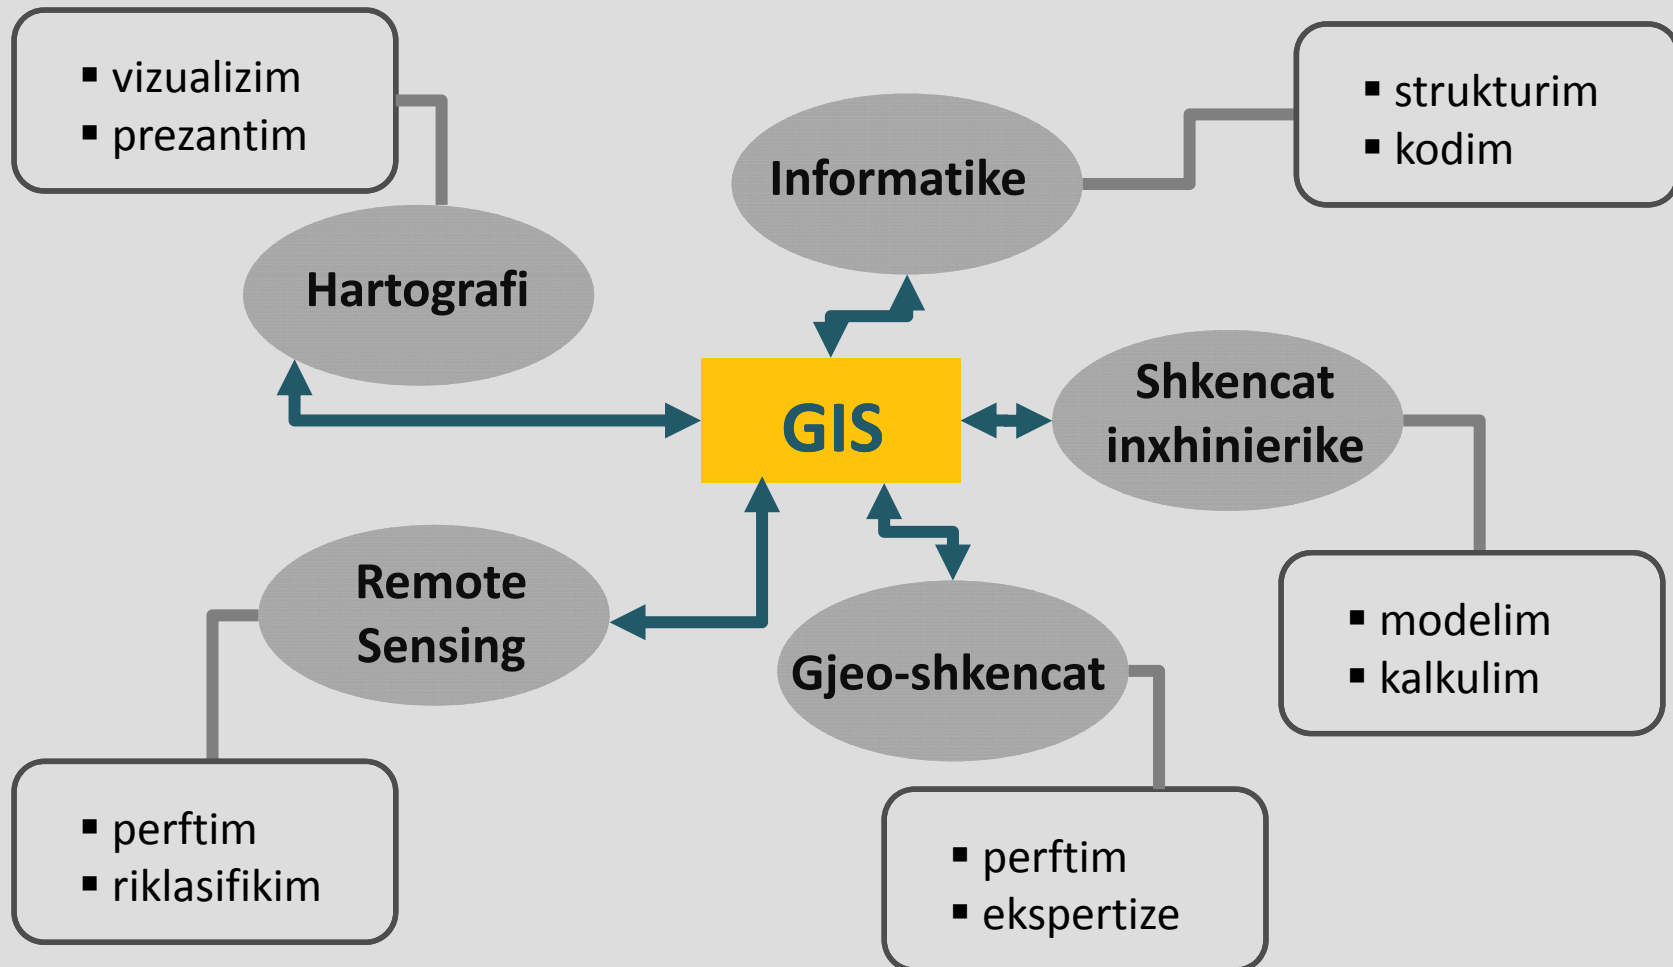 ▪ vizualizim
▪ prezantim
Hartografi
Informatike
▪ strukturim
▪ kodim
GIS
Shkencat
inxhinierike
▪ modelim
▪ kalkulim
Remote
Sensing
▪ perftim
▪ riklasifikim
Gjeo-shkencat
▪ perftim
▪ ekspertize